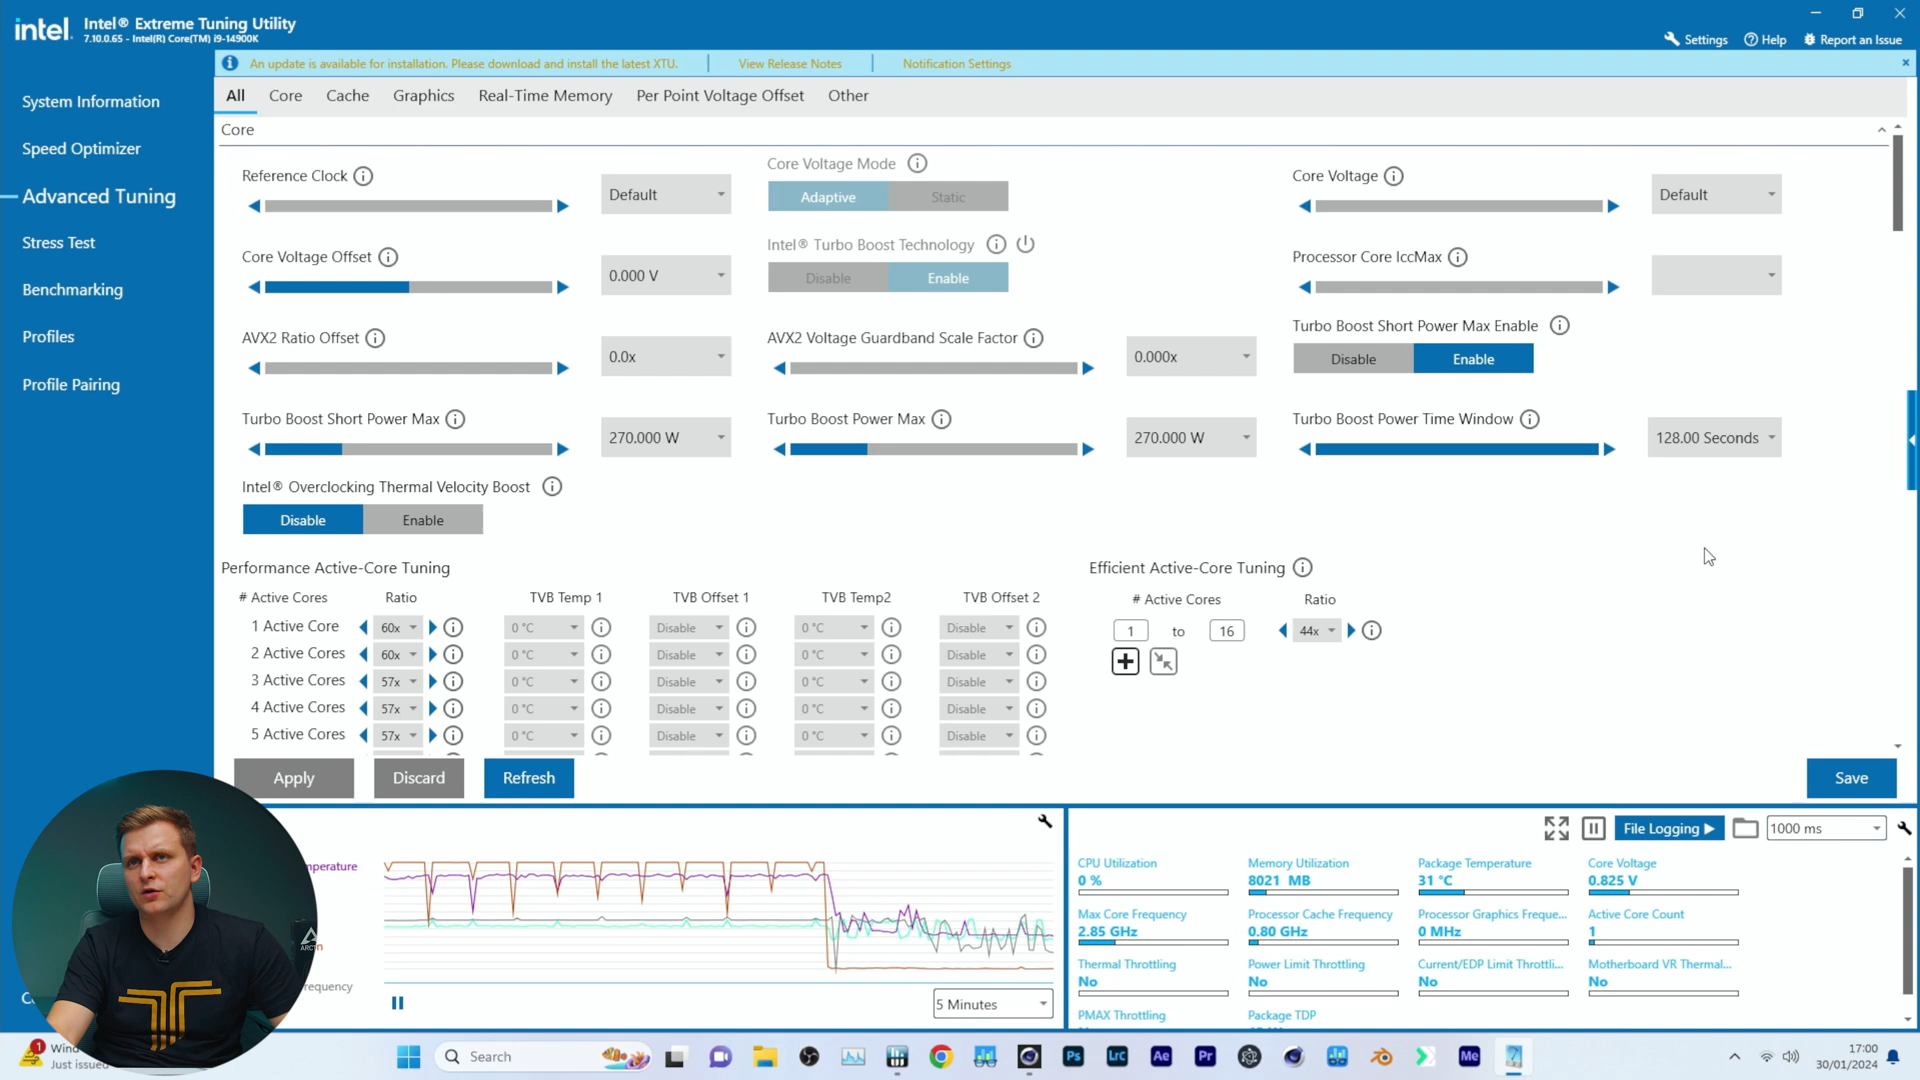 intel. Intel® Extreme Tuning Utility
7.10.0.65 - Intel(R) Core(TM) i9-14900K
Settings Help Report an Issue
An update is available for installation. Please download and install the latest XTU. View Release Notes Notification Settings
System Information
Speed Optimizer
Advanced Tuning
Stress Test
Benchmarking
Profiles
Profile Pairing
All Core Cache Graphics Real-Time Memory Per Point Voltage Offset Other
Core
Reference Clock Default
Core Voltage Mode
Adaptive Static
Core Voltage Default
Core Voltage Offset 0.000 V
Intel® Turbo Boost Technology
Disable Enable
Processor Core IccMax
AVX2 Ratio Offset 0.0x
AVX2 Voltage Guardband Scale Factor 0.000x
Turbo Boost Short Power Max Enable
Disable Enable
Turbo Boost Short Power Max 270.000 W
Turbo Boost Power Max 270.000 W
Turbo Boost Power Time Window 128.00 Seconds
Intel® Overclocking Thermal Velocity Boost
Disable Enable
Performance Active-Core Tuning
# Active Cores Ratio TVB Temp 1 TVB Offset 1 TVB Temp2 TVB Offset 2
1 Active Core 60x 0 °C Disable 0 °C Disable
2 Active Cores 60x 0 °C Disable 0 °C Disable
3 Active Cores 57x 0 °C Disable 0 °C Disable
4 Active Cores 57x 0 °C Disable 0 °C Disable
5 Active Cores 57x 0 °C Disable 0 °C Disable
Efficient Active-Core Tuning
# Active Cores Ratio
1 to 16 44x
Apply Discard Refresh Save
mperature
requency
5 Minutes
File Logging 1000 ms
CPU Utilization Memory Utilization Package Temperature Core Voltage
0 % 8021 MB 31 °C 0.825 V
Max Core Frequency Processor Cache Frequency Processor Graphics Freque... Active Core Count
2.85 GHz 0.80 GHz 0 MHz 1
Thermal Throttling Power Limit Throttling Current/EDP Limit Throttli... Motherboard VR Thermal...
No No No No
PMAX Throttling Package TDP
ARCTIC
1 Wind
Just issued
Search
Ps Lrc Ae Pr Me
17:00
30/01/2024